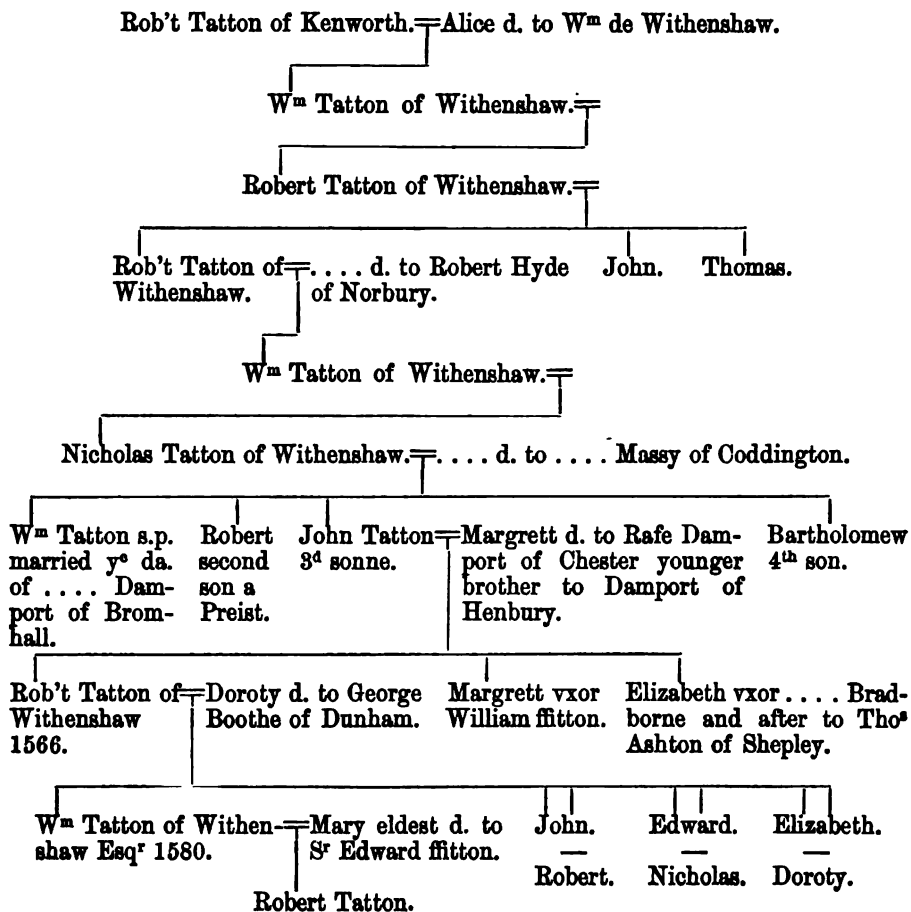 Rob't Tatton of Kenworth. = Alice d. to Wᵐ de Withenshaw.
Wᵐ Tatton of Withenshaw. =
Robert Tatton of Withenshaw. =
Rob't Tatton of = . . . . d. to Robert Hyde John. Thomas.
Withenshaw. of Norbury.
Wᵐ Tatton of Withenshaw. =
Nicholas Tatton of Withenshaw. = . . . . d. to . . . . Massy of Coddington.
Wᵐ Tatton s.p. Robert John Tatton = Margrett d. to Rafe Dam- Bartholomew
married yᵉ da. second 3ᵈ sonne. port of Chester younger 4ᵗʰ son.
of . . . . Dam- son a brother to Damport of
port of Brom- Preist. Henbury.
hall.
Rob't Tatton of = Doroty d. to George Margrett vxor Elizabeth vxor . . . . Brad-
Withenshaw Boothe of Dunham. William ffitton. borne and after to Thoˢ
1566. Ashton of Shepley.
Wᵐ Tatton of Withen- = Mary eldest d. to John. Edward. Elizabeth.
shaw Esqʳ 1580. Sʳ Edward ffitton. — — —
Robert. Nicholas. Doroty.
Robert Tatton.